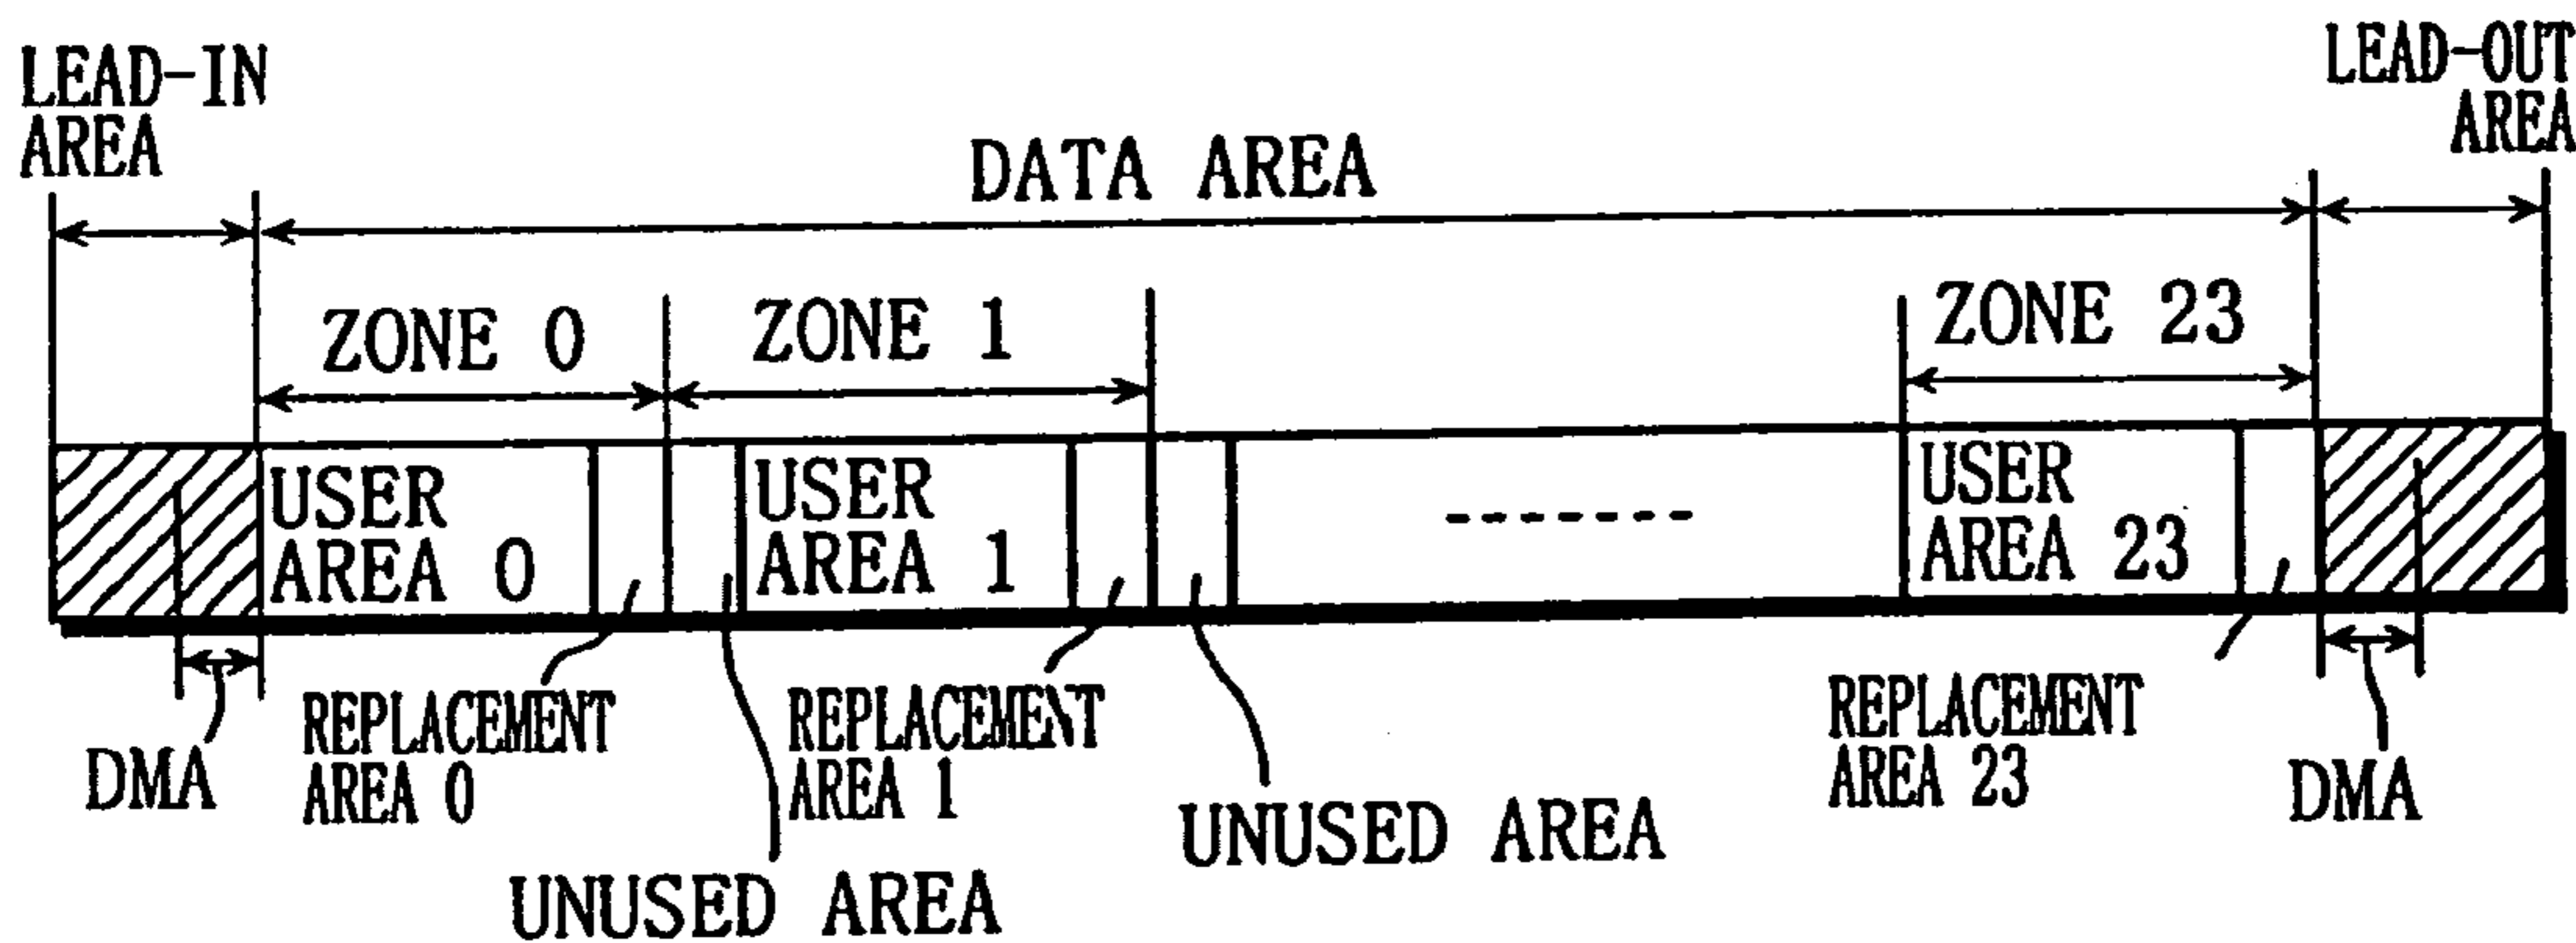 LEAD-IN
AREA
DATA AREA
LEAD-OUT
AREA
ZONE 0
ZONE 1
ZONE 23
USER
AREA 0
USER
AREA 1
USER
AREA 23
DMA
REPLACEMENT
AREA 0
UNUSED AREA
REPLACEMENT
AREA 1
UNUSED AREA
REPLACEMENT
AREA 23
DMA